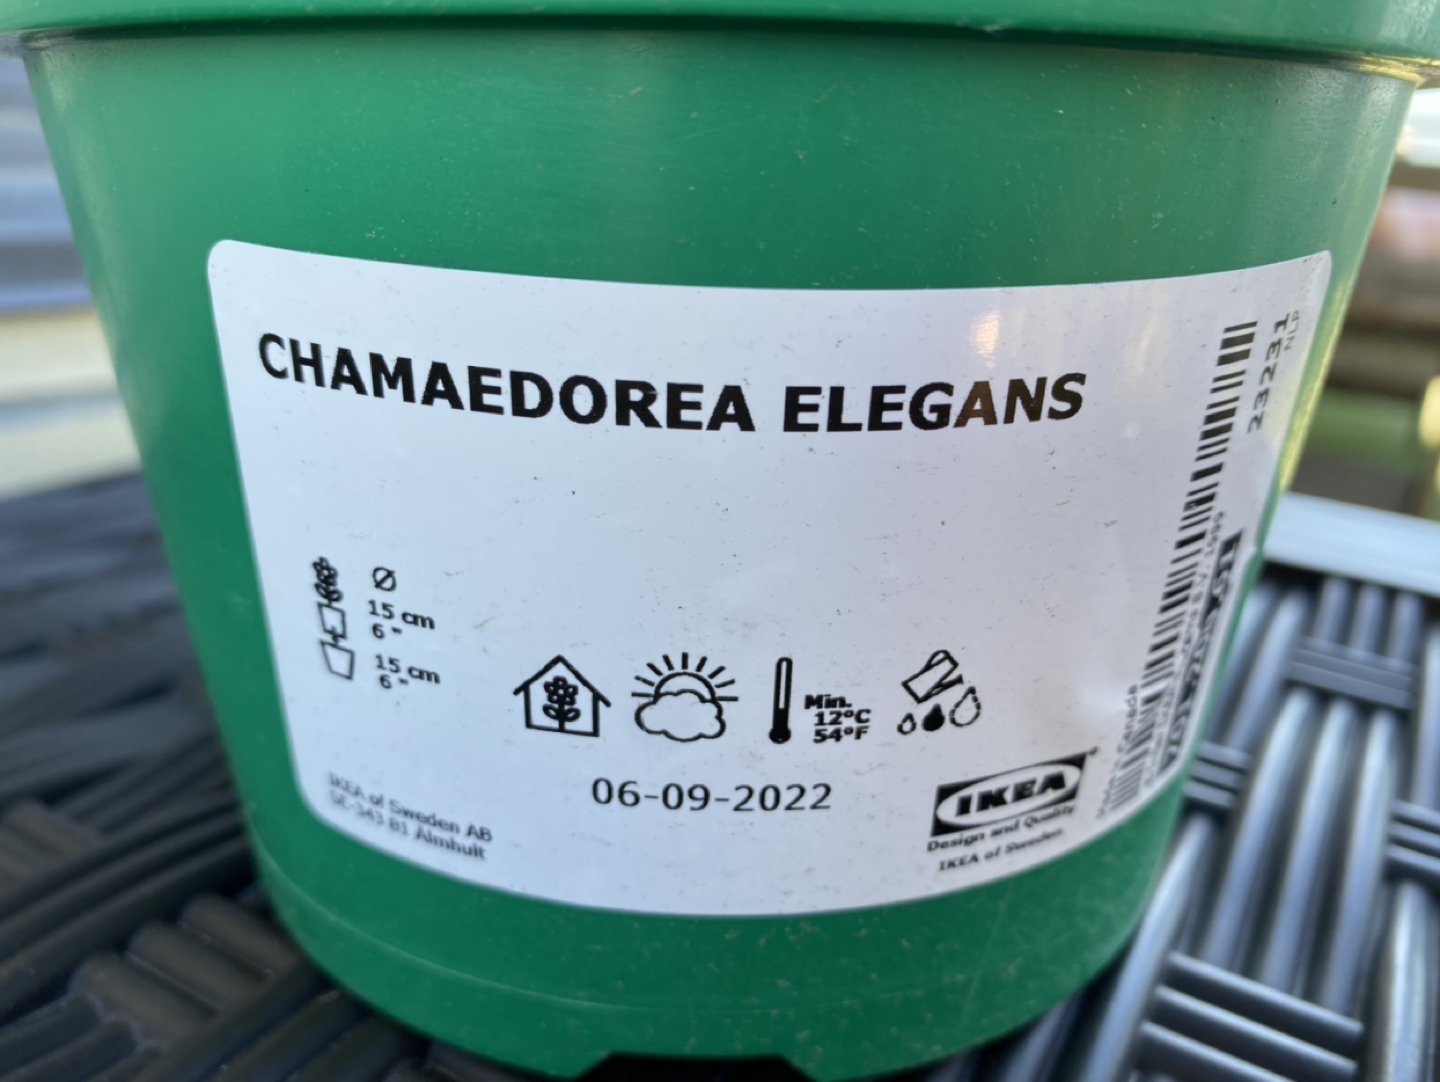 CHAMAEDOREA ELEGANS
Ø
15 cm
6 "
15 cm
6 "
Min.
12°C
54°F
06-09-2022
IKEA of Sweden AB
SE-343 81 Älmhult
IKEA
Design and Quality
IKEA of Sweden
23231
NLP